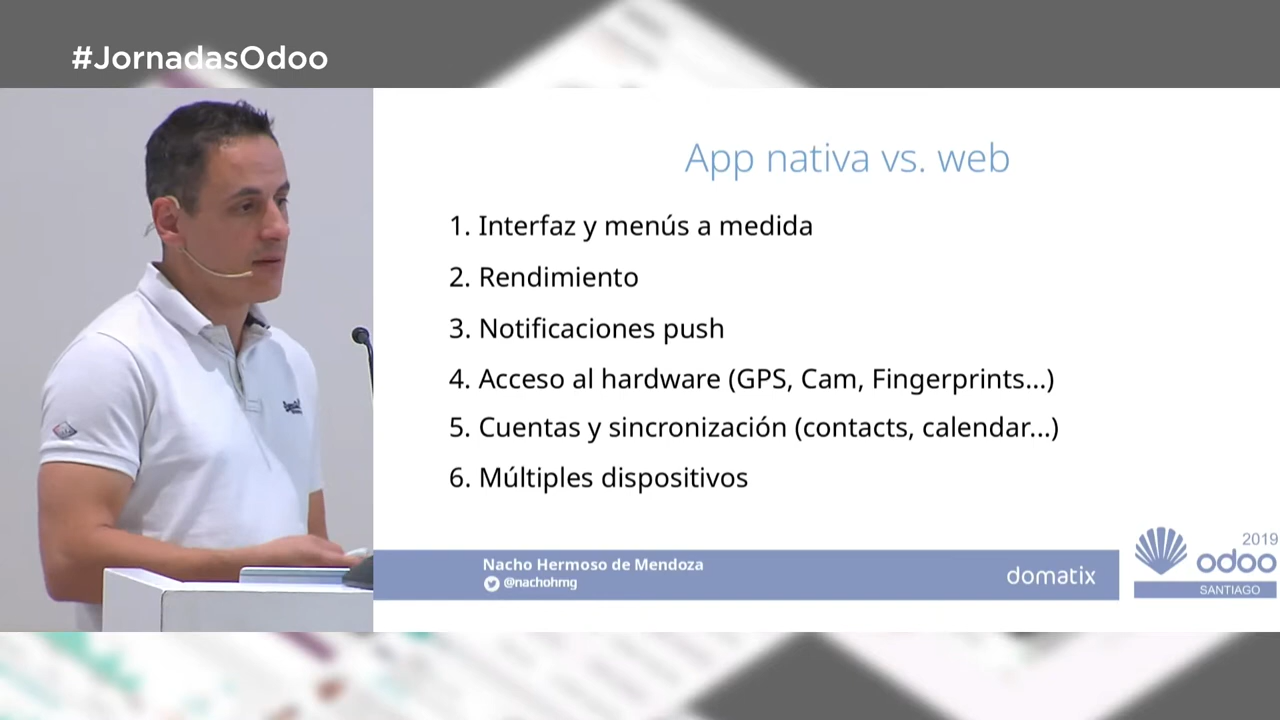 #JornadasOdoo
App nativa vs. web
1. Interfaz y menús a medida
2. Rendimiento
3. Notificaciones push
4. Acceso al hardware (GPS, Cam, Fingerprints...)
5. Cuentas y sincronización (contacts, calendar...)
6. Múltiples dispositivos
Nacho Hermoso de Mendoza
@nachohmg
domatix
2019
odoo
SANTIAGO